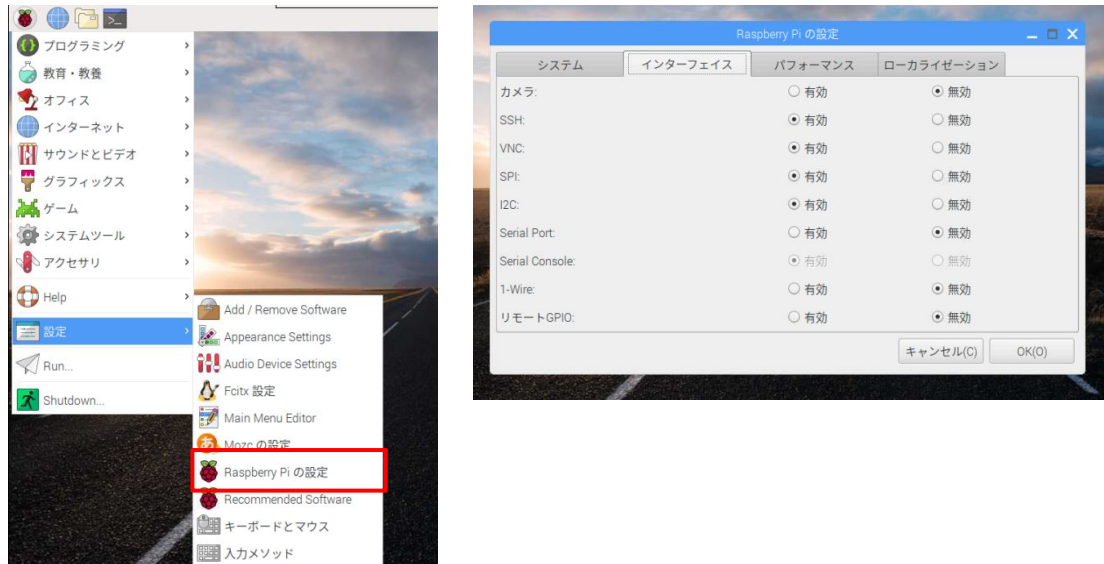 プログラミング
教育・教養
オフィス
インターネット
サウンドとビデオ
グラフィックス
ゲーム
システムツール
アクセサリ
Help
設定
Run...
Shutdown...
Add / Remove Software
Appearance Settings
Audio Device Settings
Fcitx 設定
Main Menu Editor
Mozc の設定
Raspberry Pi の設定
Recommended Software
キーボードとマウス
入力メソッド
Raspberry Pi の設定
システム インターフェイス パフォーマンス ローカライゼーション
カメラ: 有効 無効
SSH: 有効 無効
VNC: 有効 無効
SPI: 有効 無効
I2C: 有効 無効
Serial Port: 有効 無効
Serial Console: 有効 無効
1-Wire: 有効 無効
リモートGPIO: 有効 無効
キャンセル(C) OK(O)